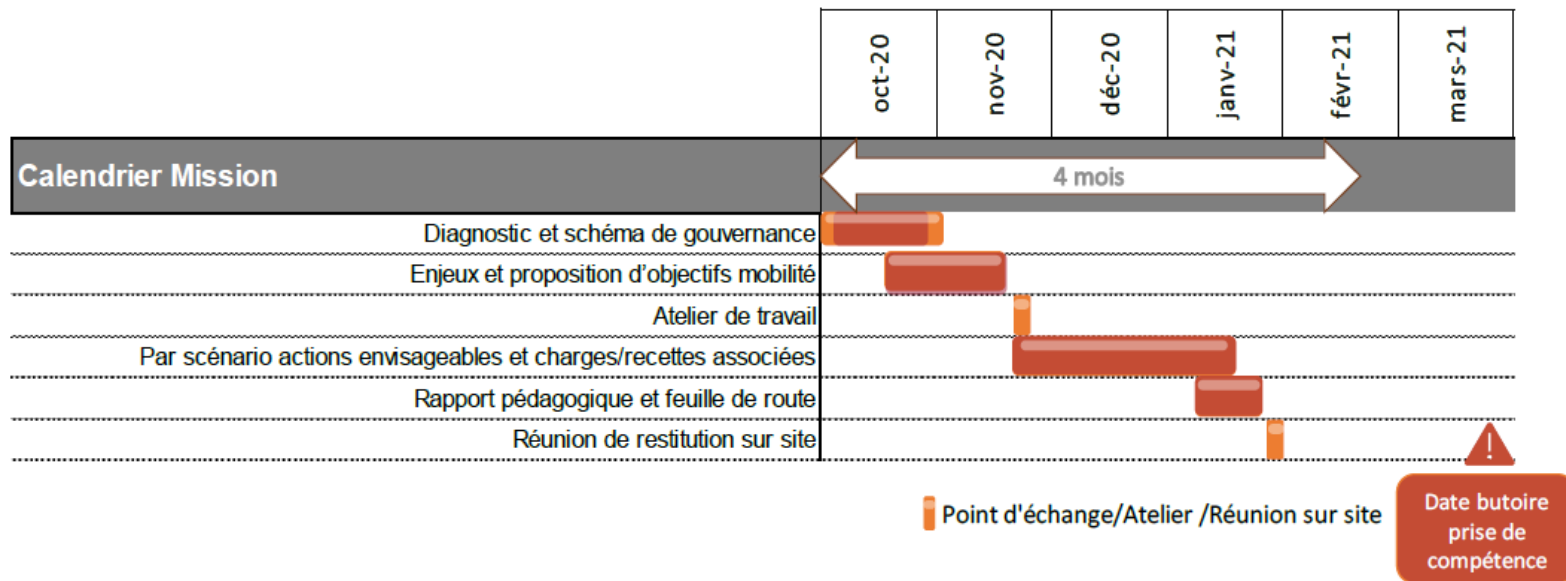 oct-20
nov-20
déc-20
janv-21
févr-21
mars-21
Calendrier Mission
4 mois
Diagnostic et schéma de gouvernance
Enjeux et proposition d'objectifs mobilité
Atelier de travail
Par scénario actions envisageables et charges/recettes associées
Rapport pédagogique et feuille de route
Réunion de restitution sur site
!
Point d'échange/Atelier /Réunion sur site
Date butoire
prise de
compétence